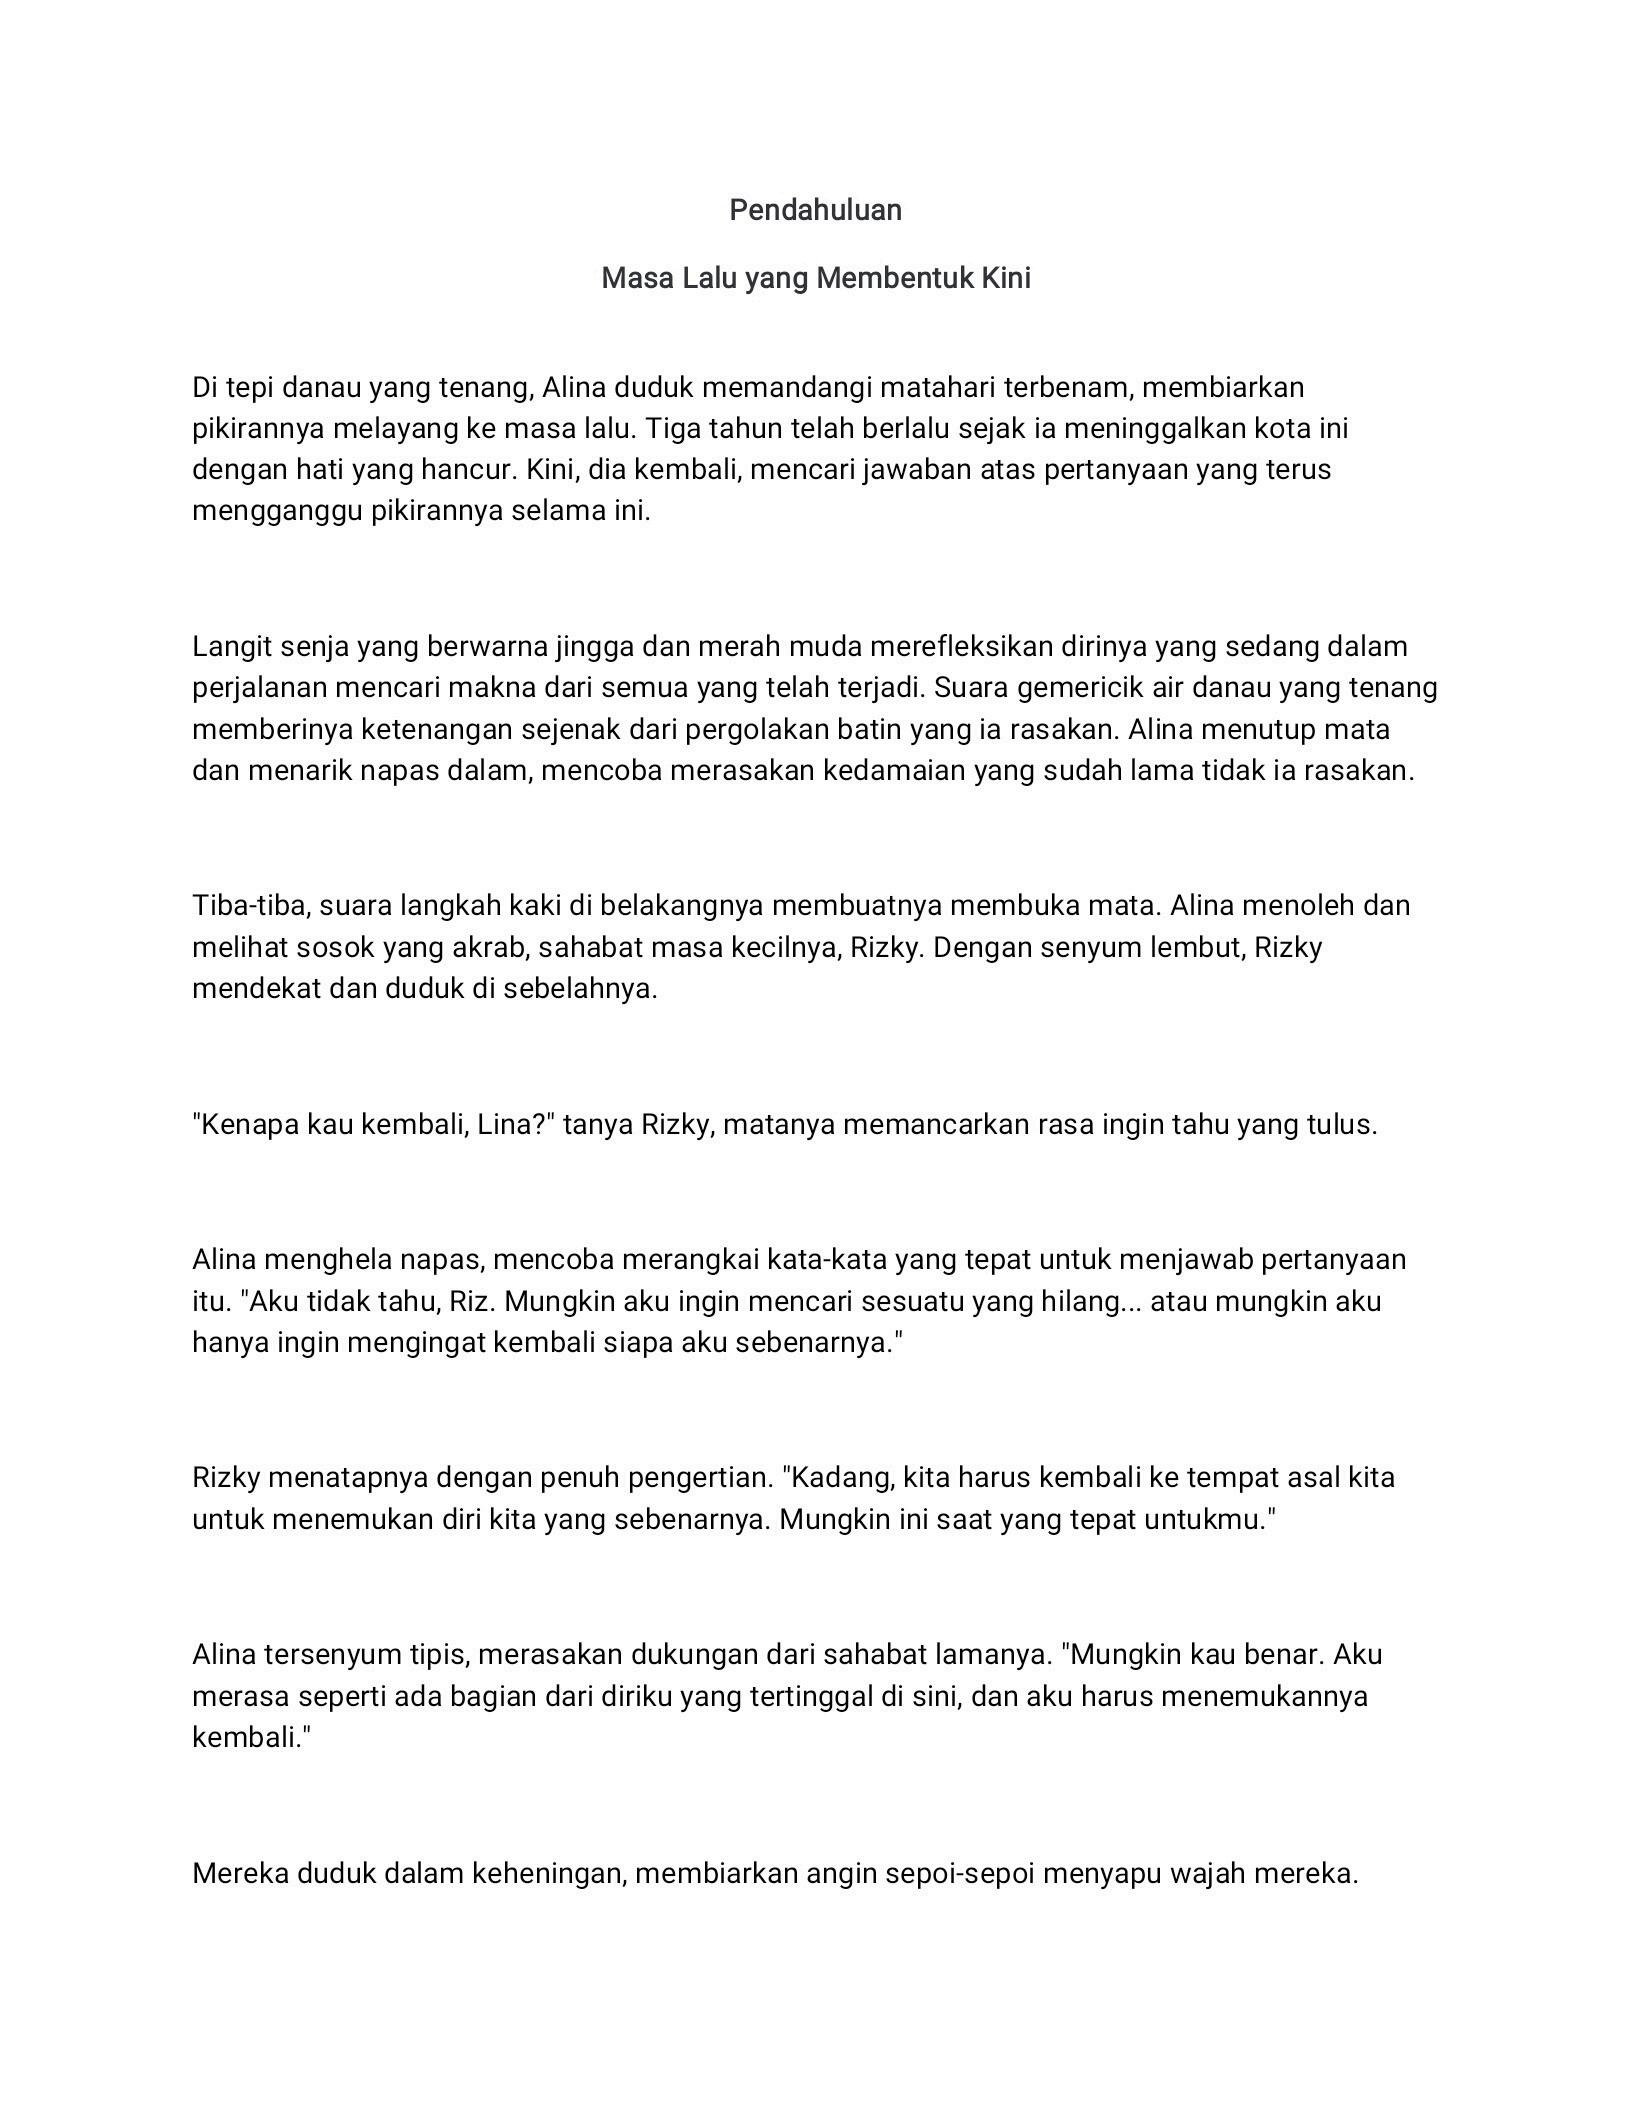 Pendahuluan
Masa Lalu yang Membentuk Kini
Di tepi danau yang tenang, Alina duduk memandangi matahari terbenam, membiarkan
pikirannya melayang ke masa lalu. Tiga tahun telah berlalu sejak ia meninggalkan kota ini
dengan hati yang hancur. Kini, dia kembali, mencari jawaban atas pertanyaan yang terus
mengganggu pikirannya selama ini.
Langit senja yang berwarna jingga dan merah muda merefleksikan dirinya yang sedang dalam
perjalanan mencari makna dari semua yang telah terjadi. Suara gemericik air danau yang tenang
memberinya ketenangan sejenak dari pergolakan batin yang ia rasakan. Alina menutup mata
dan menarik napas dalam, mencoba merasakan kedamaian yang sudah lama tidak ia rasakan.
Tiba-tiba, suara langkah kaki di belakangnya membuatnya membuka mata. Alina menoleh dan
melihat sosok yang akrab, sahabat masa kecilnya, Rizky. Dengan senyum lembut, Rizky
mendekat dan duduk di sebelahnya.
"Kenapa kau kembali, Lina?" tanya Rizky, matanya memancarkan rasa ingin tahu yang tulus.
Alina menghela napas, mencoba merangkai kata-kata yang tepat untuk menjawab pertanyaan
itu. "Aku tidak tahu, Riz. Mungkin aku ingin mencari sesuatu yang hilang... atau mungkin aku
hanya ingin mengingat kembali siapa aku sebenarnya."
Rizky menatapnya dengan penuh pengertian. "Kadang, kita harus kembali ke tempat asal kita
untuk menemukan diri kita yang sebenarnya. Mungkin ini saat yang tepat untukmu."
Alina tersenyum tipis, merasakan dukungan dari sahabat lamanya. "Mungkin kau benar. Aku
merasa seperti ada bagian dari diriku yang tertinggal di sini, dan aku harus menemukannya
kembali."
Mereka duduk dalam keheningan, membiarkan angin sepoi-sepoi menyapu wajah mereka.